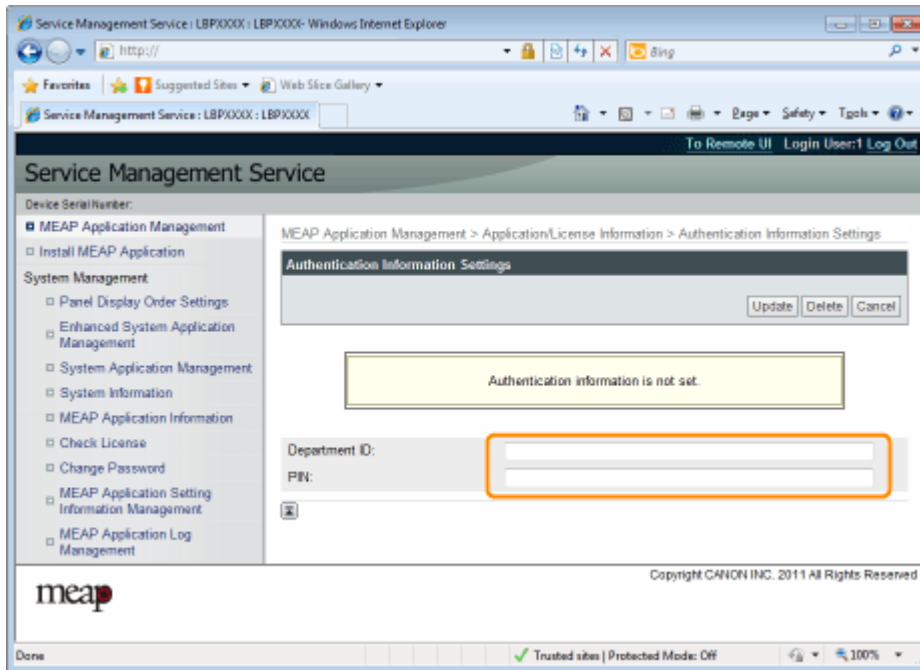 Service Management Service : LBPXXXX : LBPXXXX- Windows Internet Explorer
http://
Bing
Favorites Suggested Sites Web Slice Gallery
Service Management Service : LBPXXXX : LBPXXXX
Page Safety Tools
To Remote UI Login User:1 Log Out
Service Management Service
Device Serial Number:
MEAP Application Management
Install MEAP Application
System Management
Panel Display Order Settings
Enhanced System Application
Management
System Application Management
System Information
MEAP Application Information
Check License
Change Password
MEAP Application Setting
Information Management
MEAP Application Log
Management
MEAP Application Management > Application/License Information > Authentication Information Settings
Authentication Information Settings
Update Delete Cancel
Authentication information is not set.
Department ID:
PIN:
Copyright CANON INC. 2011 All Rights Reserved
meap
Done Trusted sites | Protected Mode: Off 100%